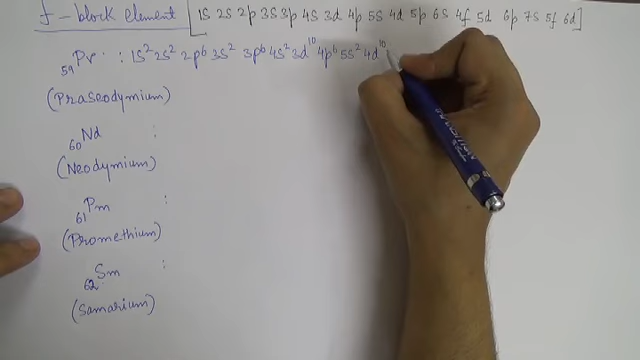 f-block element [1S 2S 2p 3S 3p 4S 3d 4p 5S 4d 5p 6S 4f 5d 6p 7S 5f 6d]
₅₉Pr : 1S² 2S² 2p⁶ 3S² 3p⁶ 4S² 3d¹⁰ 4p⁶ 5S² 4d¹⁰
(Praseodymium)
₆₀Nd :
(Neodymium)
₆₁Pm :
(Promethium)
₆₂Sm :
(Samarium)